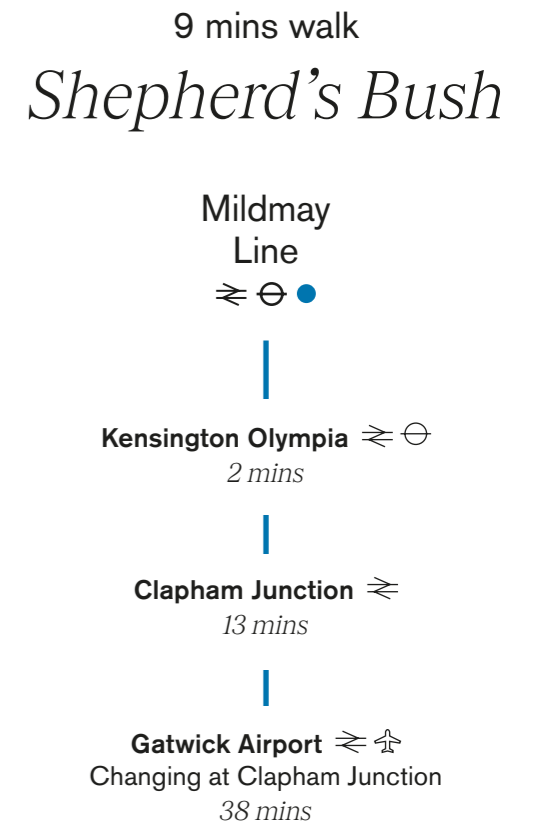 9 mins walk
Shepherd’s Bush
Mildmay
Line
Kensington Olympia
2 mins
Clapham Junction
13 mins
Gatwick Airport
Changing at Clapham Junction
38 mins